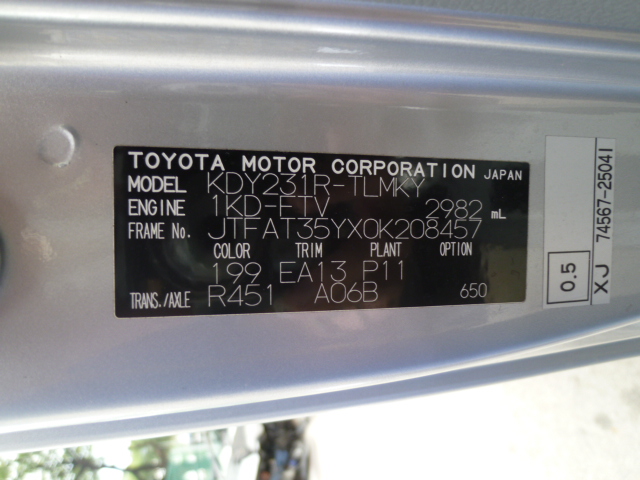 TOYOTA MOTOR CORPORATION JAPAN
MODEL KDY231R-TLMKY
ENGINE 1KD-FTV 2982 mL
FRAME No. JTFAT35YX0K208457
COLOR TRIM PLANT OPTION
199 EA13 P11
TRANS./AXLE R451 A06B 650
0.5
XJ 74567-25041